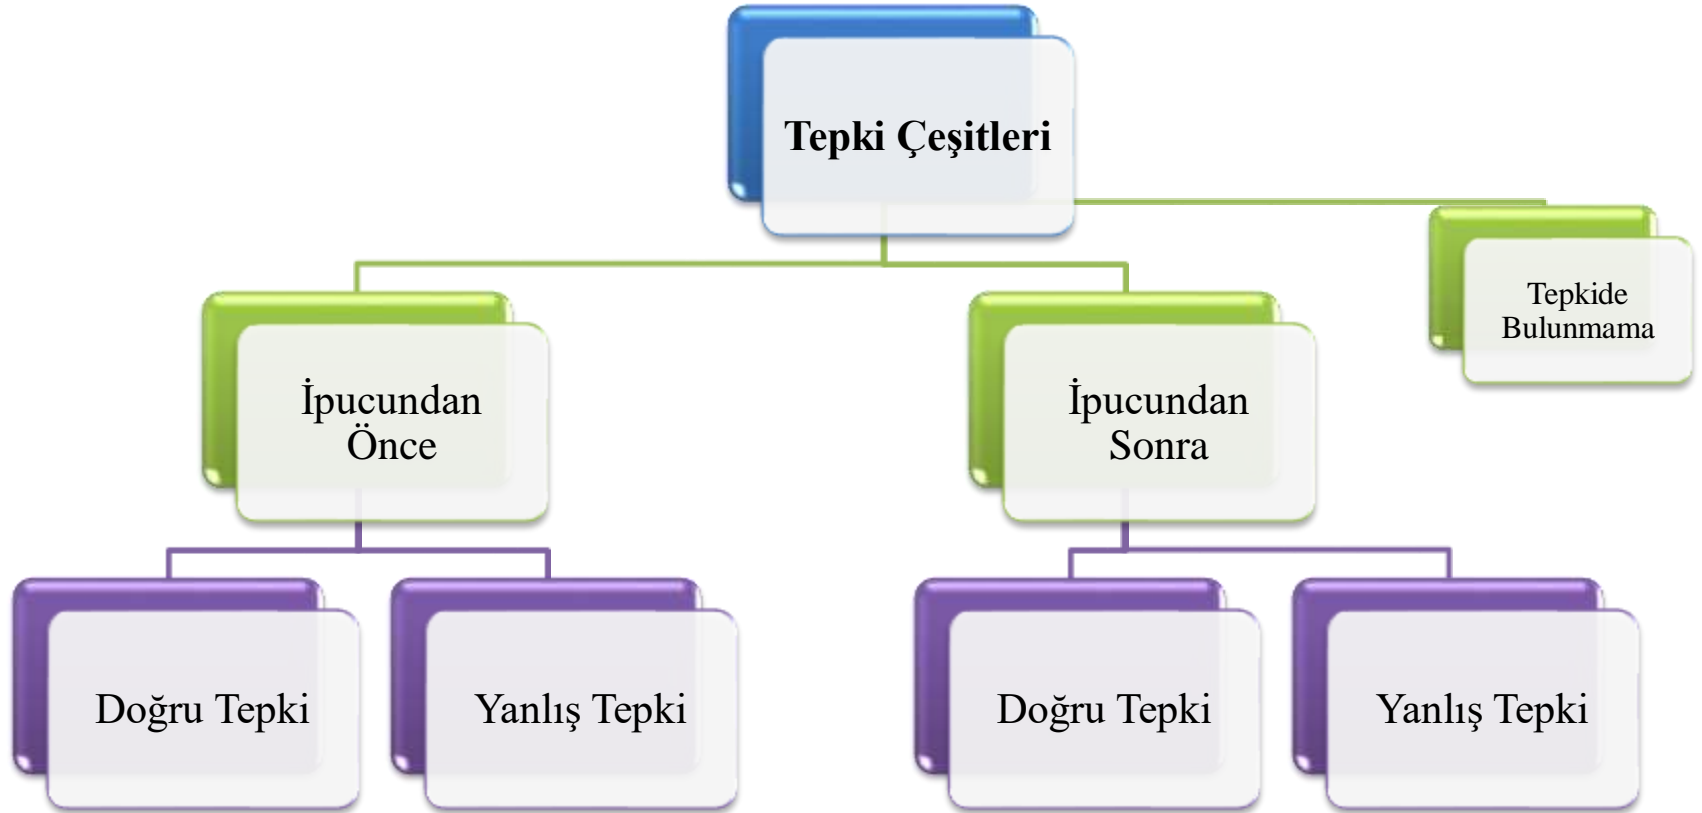 Tepki Çeşitleri
Tepkide
Bulunmama
İpucundan
Önce
İpucundan
Sonra
Doğru Tepki
Yanlış Tepki
Doğru Tepki
Yanlış Tepki